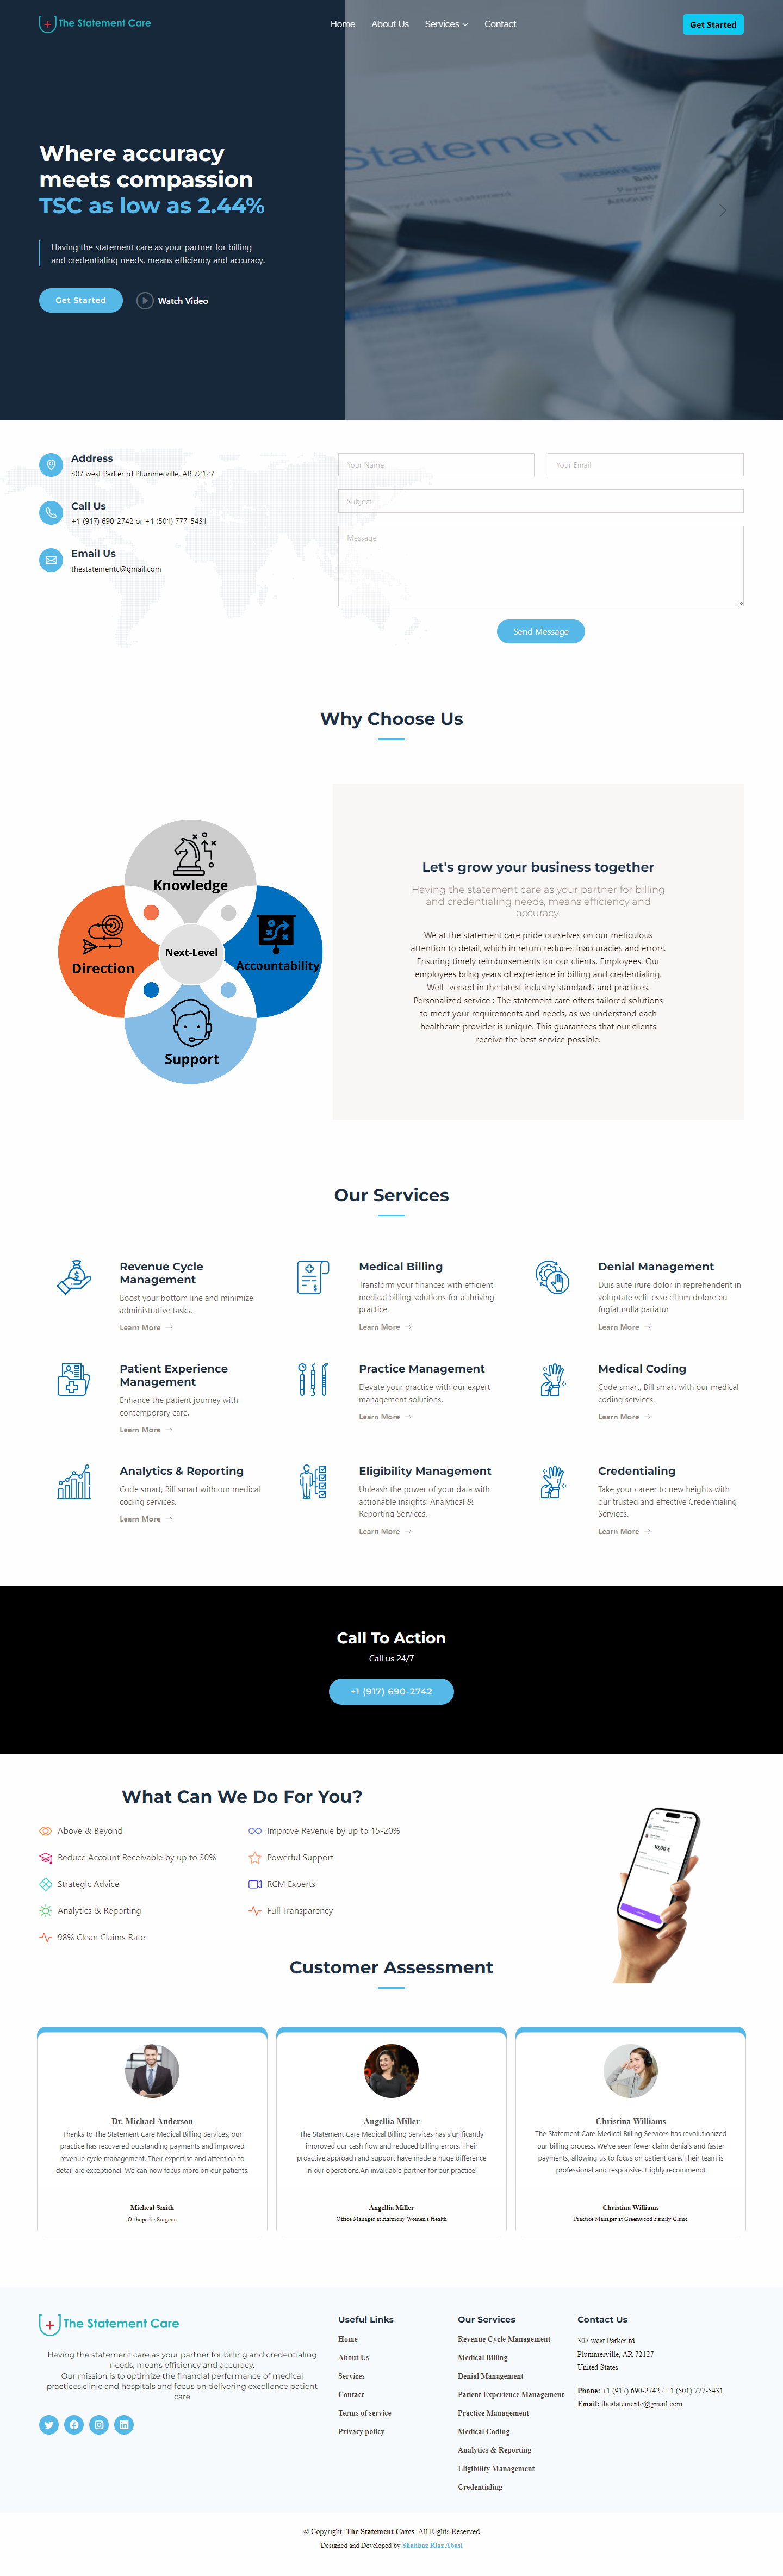 The Statement Care
Home
About Us
Services
Contact
Get Started
Where accuracy
meets compassion
TSC as low as 2.44%
Having the statement care as your partner for billing
and credentialing needs, means efficiency and accuracy.
Get Started
Watch Video
Statement
Address
307 west Parker rd Plummerville, AR 72127
Call Us
+1 (917) 690-2742 or +1 (501) 777-5431
Email Us
thestatementc@gmail.com
Your Name
Your Email
Subject
Message
Send Message
Why Choose Us
Knowledge
Direction
Next-Level
Accountability
Support
Let's grow your business together
Having the statement care as your partner for billing
and credentialing needs, means efficiency and
accuracy.
We at the statement care pride ourselves on our meticulous
attention to detail, which in return reduces inaccuracies and errors.
Ensuring timely reimbursements for our clients. Employees. Our
employees bring years of experience in billing and credentialing.
Well- versed in the latest industry standards and practices.
Personalized service : The statement care offers tailored solutions
to meet your requirements and needs, as we understand each
healthcare provider is unique. This guarantees that our clients
receive the best service possible.
Our Services
Revenue Cycle
Management
Boost your bottom line and minimize
administrative tasks.
Learn More
Medical Billing
Transform your finances with efficient
medical billing solutions for a thriving
practice.
Learn More
Denial Management
Duis aute irure dolor in reprehenderit in
voluptate velit esse cillum dolore eu
fugiat nulla pariatur
Learn More
Patient Experience
Management
Enhance the patient journey with
contemporary care.
Learn More
Practice Management
Elevate your practice with our expert
management solutions.
Learn More
Medical Coding
Code smart, Bill smart with our medical
coding services.
Learn More
Analytics & Reporting
Code smart, Bill smart with our medical
coding services.
Learn More
Eligibility Management
Unleash the power of your data with
actionable insights: Analytical &
Reporting Services.
Learn More
Credentialing
Take your career to new heights with
our trusted and effective Credentialing
Services.
Learn More
Call To Action
Call us 24/7
+1 (917) 690-2742
What Can We Do For You?
Above & Beyond
Improve Revenue by up to 15-20%
Reduce Account Receivable by up to 30%
Powerful Support
Strategic Advice
RCM Experts
Analytics & Reporting
Full Transparency
98% Clean Claims Rate
10,00 €
Customer Assessment
Dr. Michael Anderson
Thanks to The Statement Care Medical Billing Services, our
practice has recovered outstanding payments and improved
revenue cycle management. Their expertise and attention to
detail are exceptional. We can now focus more on our patients.
Micheal Smith
Orthopedic Surgeon
Angellia Miller
The Statement Care Medical Billing Services has significantly
improved our cash flow and reduced billing errors. Their
proactive approach and support have made a huge difference
in our operations.An invaluable partner for our practice!
Angellia Miller
Office Manager at Harmony Women's Health
Christina Williams
The Statement Care Medical Billing Services has revolutionized
our billing process. We've seen fewer claim denials and faster
payments, allowing us to focus on patient care. Their team is
professional and responsive. Highly recommend!
Christina Williams
Practice Manager at Greenwood Family Clinic
The Statement Care
Having the statement care as your partner for billing and credentialing
needs, means efficiency and accuracy.
Our mission is to optimize the financial performance of medical
practices,clinic and hospitals and focus on delivering excellence patient
care
Useful Links
Home
About Us
Services
Contact
Terms of service
Privacy policy
Our Services
Revenue Cycle Management
Medical Billing
Denial Management
Patient Experience Management
Practice Management
Medical Coding
Analytics & Reporting
Eligibility Management
Credentialing
Contact Us
307 west Parker rd
Plummerville, AR 72127
United States
Phone: +1 (917) 690-2742 / +1 (501) 777-5431
Email: thestatementc@gmail.com
© Copyright The Statement Cares All Rights Reserved
Designed and Developed by Shahbaz Riaz Abasi